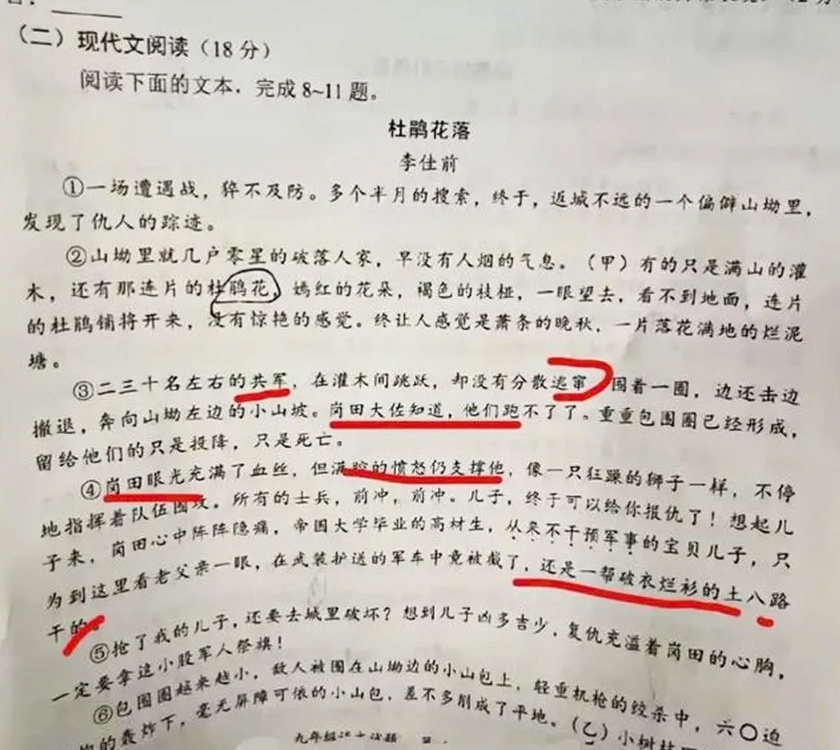 （二）现代文阅读（18分）
阅读下面的文本，完成8~11题。
杜鹃花落
李仕前
①一场遭遇战，猝不及防。多个半月的搜索，终于，返城不远的一个偏僻山坳里，
发现了仇人的踪迹。
②山坳里就几户零星的破落人家，早没有人烟的气息。（甲）有的只是满山的灌
木，还有那连片的杜鹃花，嫣红的花朵，褐色的枝桠，一眼望去，看不到地面，连片
的杜鹃铺将开来，没有惊艳的感觉。终让人感觉是萧条的晚秋，一片落花满地的烂泥
塘。
③二三十名左右的共军，在灌木间跳跃，却没有分散逃窜，围着一圈，边还击边
撤退，奔向山坳左边的小山坡。岗田大佐知道，他们跑不了了。重重包围圈已经形成，
留给他们的只是投降，只是死亡。
④岗田眼光充满了血丝，但满腔的愤怒仍支撑他，像一只狂躁的狮子一样，不停
地指挥着队伍围攻。所有的士兵，前冲，前冲。儿子，终于可以给你报仇了！想起儿
子来，岗田心中阵阵隐痛，帝国大学毕业的高材生，从来不干预军事的宝贝儿子，只
为到这里看老父亲一眼，在武装护送的军车中竟被截了，还是一帮破衣烂衫的土八路
干的。
⑤抢了我的儿子，还要去城里破坏？想到儿子凶多吉少，复仇充溢着岗田的心胸，
一定要拿这小股军人祭旗！
⑥包围圈越来越小，敌人被围在山坳边的小山包上，轻重机枪的绞杀中，六〇迫
的轰炸下，毫无屏障可依的小山包，差不多削成了平地。（乙）小树枝
九年级语文试题